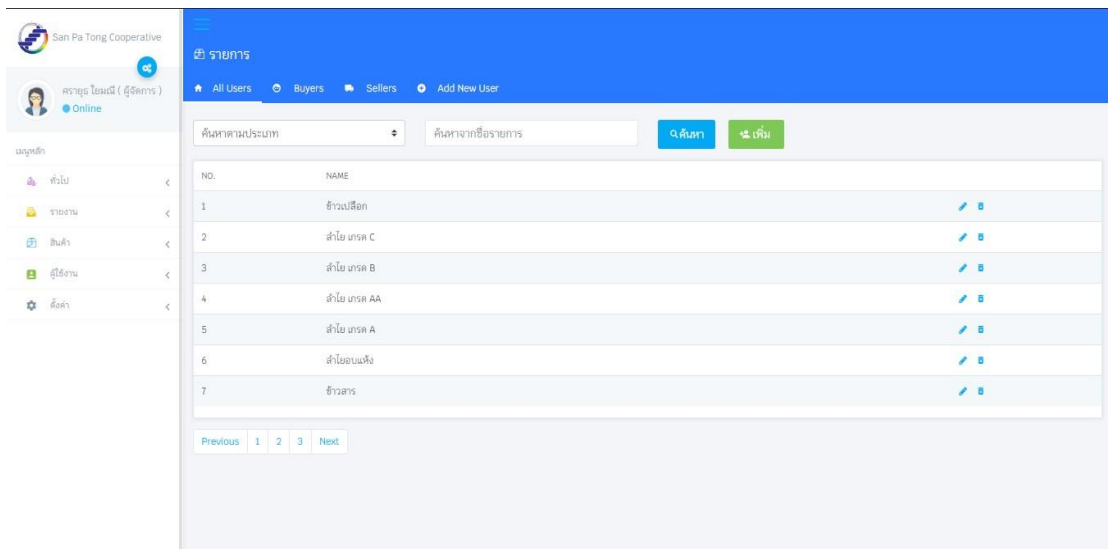 San Pa Tong Cooperative
ศรายุธ ใยมณี ( ผู้จัดการ )
Online
เมนูหลัก
ทั่วไป
รายงาน
สินค้า
ผู้ใช้งาน
ตั้งค่า
รายการ
All Users Buyers Sellers Add New User
ค้นหาตามประเภท ค้นหาจากชื่อรายการ ค้นหา เพิ่ม
NO. NAME
1 ข้าวเปลือก
2 ลำไย เกรด C
3 ลำไย เกรด B
4 ลำไย เกรด AA
5 ลำไย เกรด A
6 ลำไยอบแห้ง
7 ข้าวสาร
Previous 1 2 3 Next